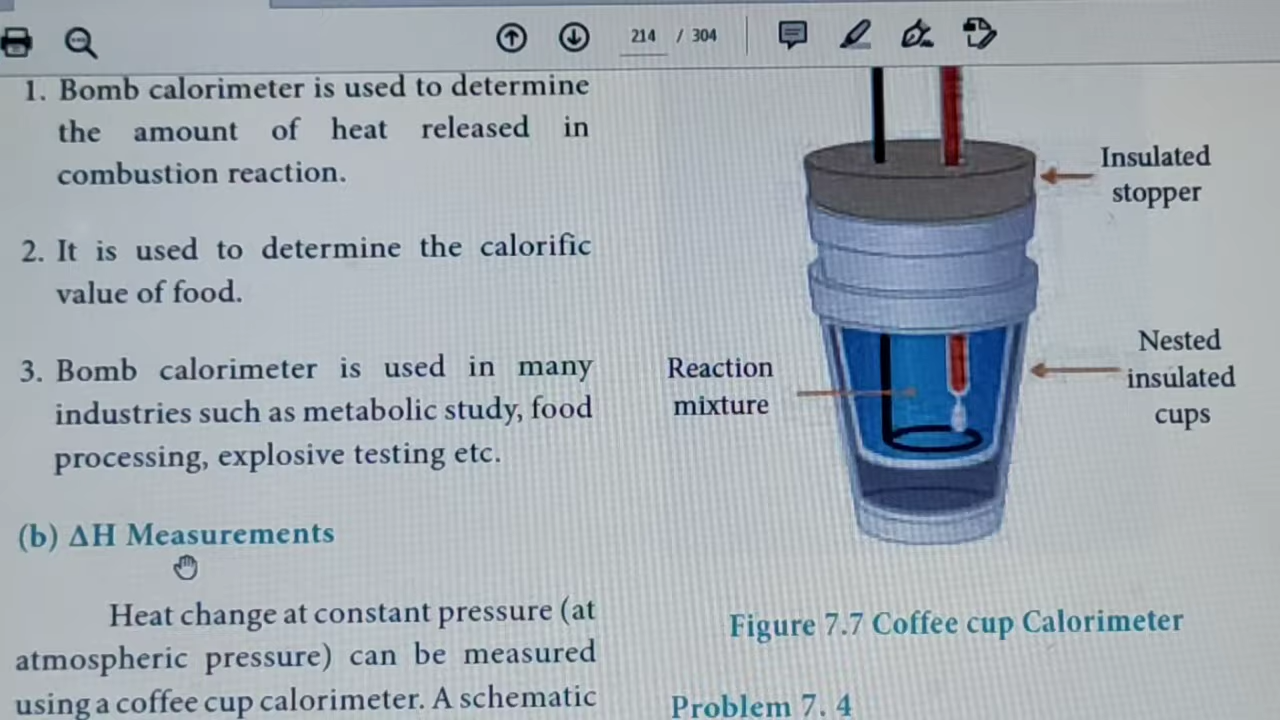 214 / 304
1. Bomb calorimeter is used to determine
the amount of heat released in
combustion reaction.
2. It is used to determine the calorific
value of food.
3. Bomb calorimeter is used in many
industries such as metabolic study, food
processing, explosive testing etc.
(b) ΔH Measurements
Heat change at constant pressure (at
atmospheric pressure) can be measured
using a coffee cup calorimeter. A schematic
Insulated
stopper
Reaction
mixture
Nested
insulated
cups
Figure 7.7 Coffee cup Calorimeter
Problem 7. 4